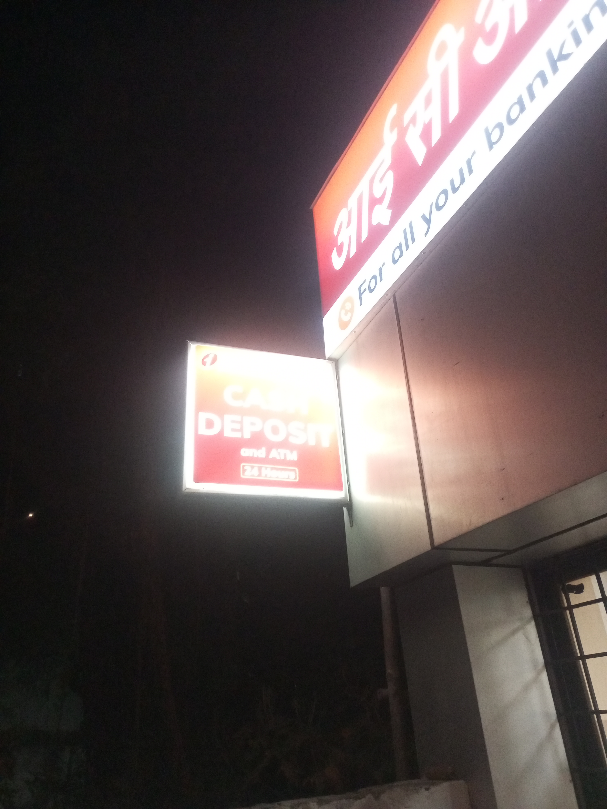 आई सी आ
For all your bankin
CASH
DEPOSIT
and ATM
24 Hours